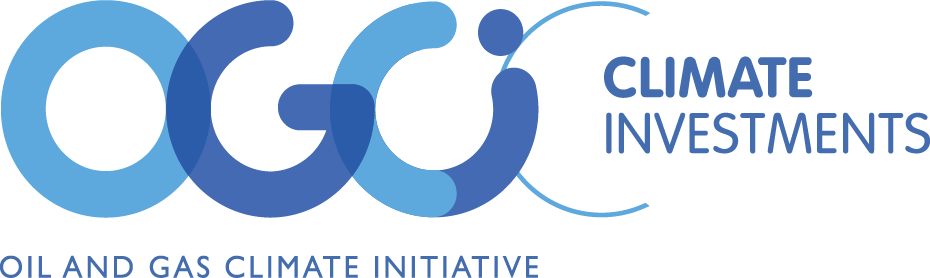 OGCi
CLIMATE
INVESTMENTS
OIL AND GAS CLIMATE INITIATIVE